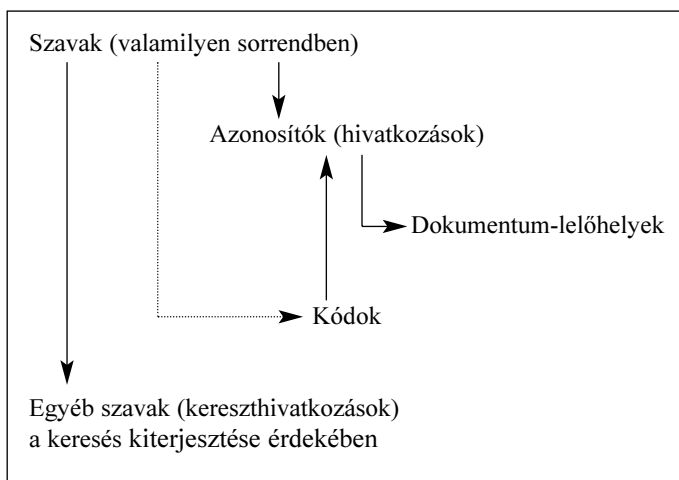 Szavak (valamilyen sorrendben)
Azonosítók (hivatkozások)
Dokumentum-lelőhelyek
Kódok
Egyéb szavak (kereszthivatkozások)
a keresés kiterjesztése érdekében